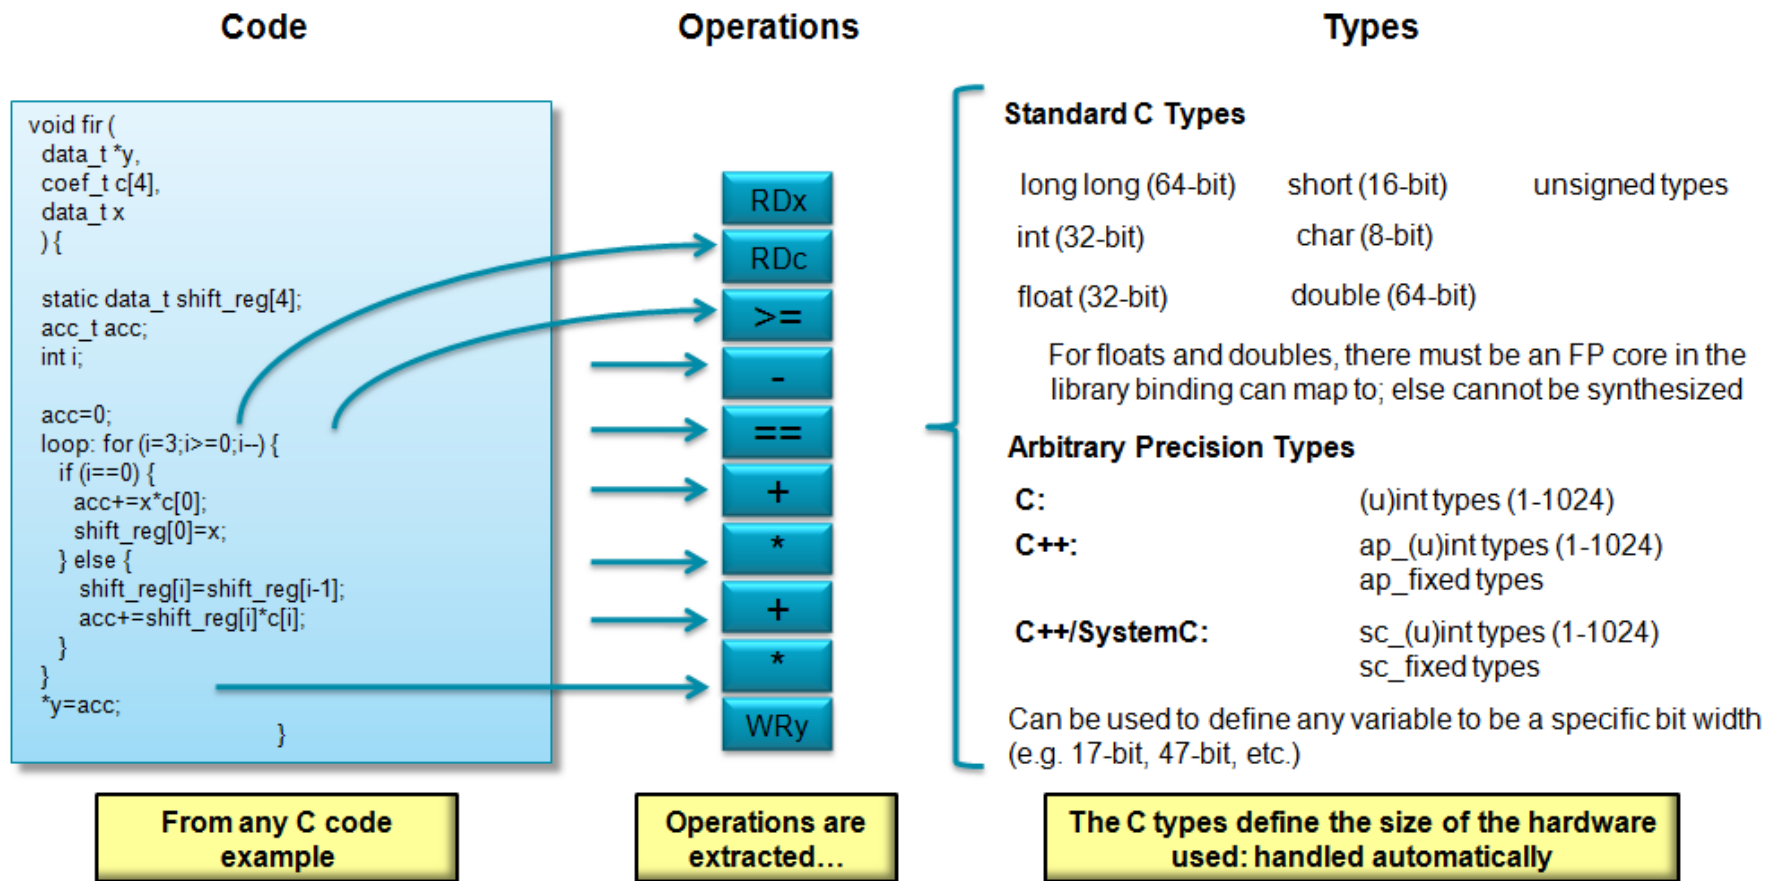 Code
Operations
Types
void fir (
data_t *y,
coef_t c[4],
data_t x
) {
static data_t shift_reg[4];
acc_t acc;
int i;
acc=0;
loop: for (i=3;i>=0;i--) {
if (i==0) {
acc+=x*c[0];
shift_reg[0]=x;
} else {
shift_reg[i]=shift_reg[i-1];
acc+=shift_reg[i]*c[i];
}
}
*y=acc;
}
RDx
RDc
>=
-
==
+
*
+
*
WRy
Standard C Types
long long (64-bit) short (16-bit) unsigned types
int (32-bit) char (8-bit)
float (32-bit) double (64-bit)
For floats and doubles, there must be an FP core in the
library binding can map to; else cannot be synthesized
Arbitrary Precision Types
C: (u)int types (1-1024)
C++: ap_(u)int types (1-1024)
ap_fixed types
C++/SystemC: sc_(u)int types (1-1024)
sc_fixed types
Can be used to define any variable to be a specific bit width
(e.g. 17-bit, 47-bit, etc.)
From any C code
example
Operations are
extracted…
The C types define the size of the hardware
used: handled automatically